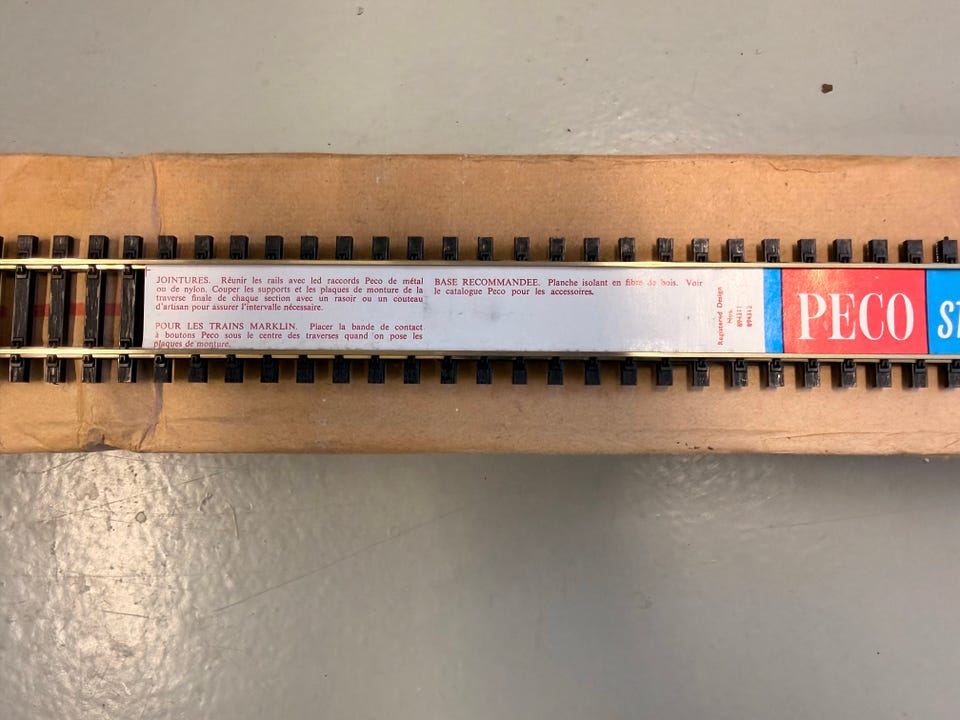 JOINTURES. Réunir les rails avec led raccords Peco de métal
ou de nylon. Couper les supports et les plaques de monture de la
traverse finale de chaque section avec un rasoir ou un couteau
d'artisan pour assurer l'intervalle nécessaire.
POUR LES TRAINS MARKLIN. Placer la bande de contact
à boutons Peco sous le centre des traverses quand on pose les
plaques de monture.
BASE RECOMMANDEE. Planche isolant en fibre de bois. Voir
le catalogue Peco pour les accessoires.
Registered Design
Nos.
894311
894312
PECO